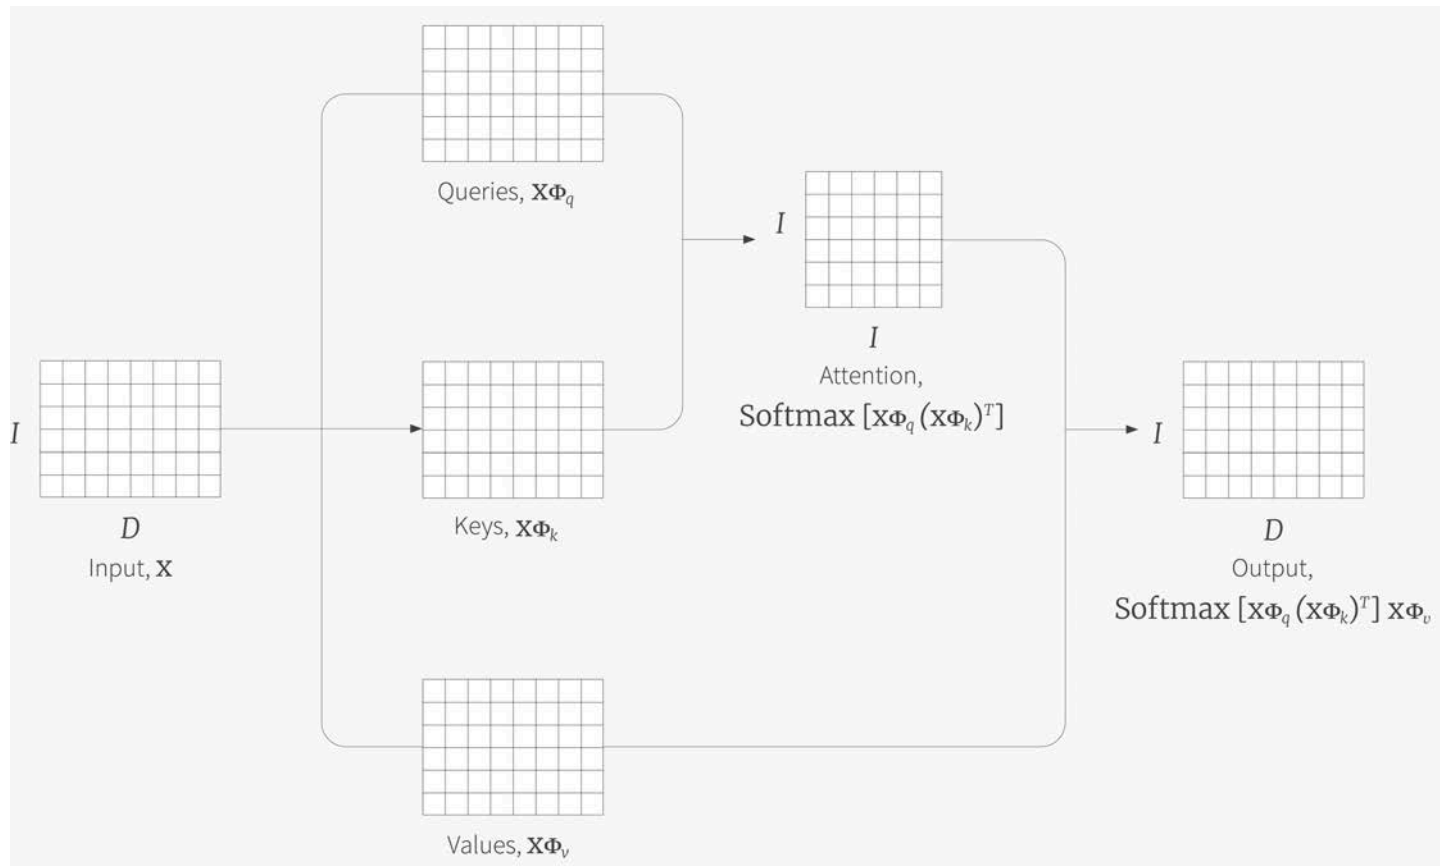 Queries, XΦ_q
I
I
Attention,
Softmax [XΦ_q (XΦ_k)^T]
I
D
Input, X
Keys, XΦ_k
I
D
Output,
Softmax [XΦ_q (XΦ_k)^T] XΦ_v
Values, XΦ_v